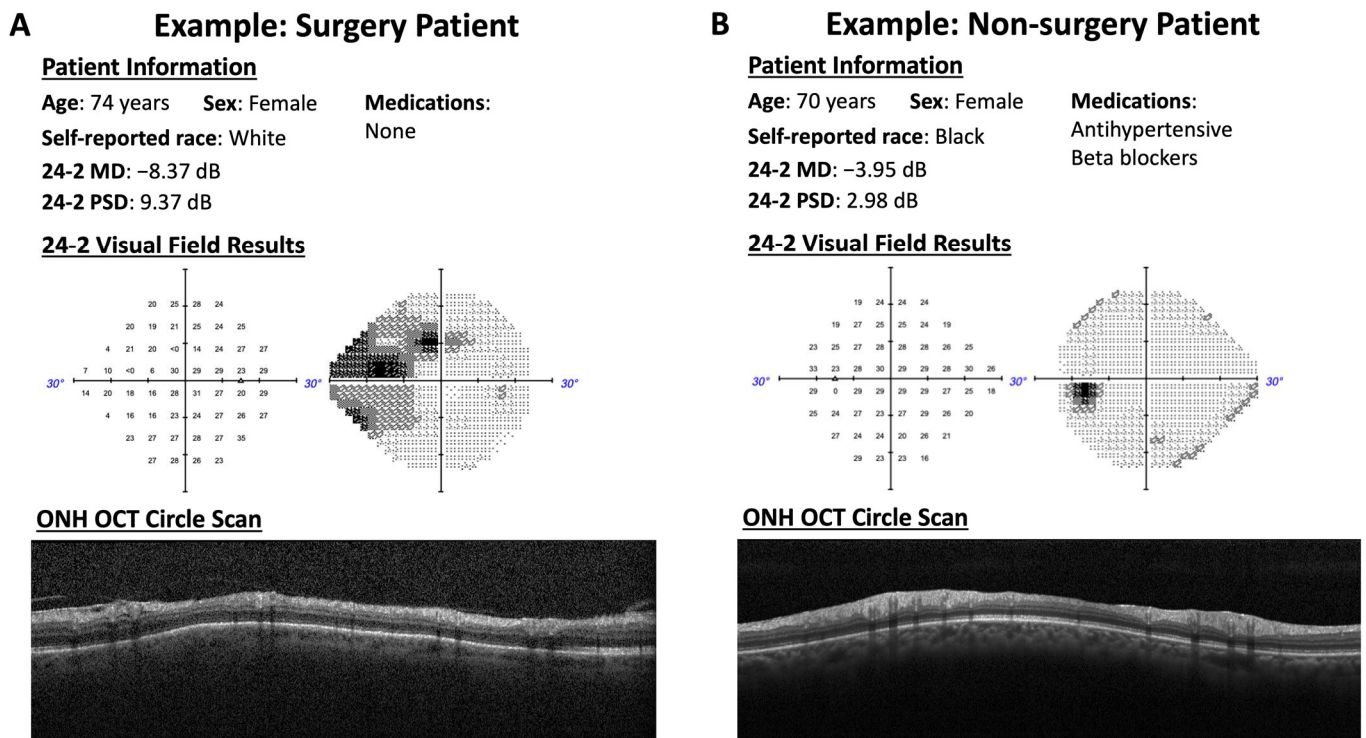 A
Example: Surgery Patient
Patient Information
Age: 74 years Sex: Female Medications:
None
Self-reported race: White
24-2 MD: −8.37 dB
24-2 PSD: 9.37 dB
24-2 Visual Field Results
20 25 28 24
20 19 21 25 24 25
4 21 20 <0 14 24 27 27
7 10 <0 6 30 29 29 23 29
30° 30° 30°
14 20 18 16 28 31 27 20 29
4 16 16 23 24 27 26 27
23 27 27 28 27 35
27 28 26 23
ONH OCT Circle Scan
B
Example: Non-surgery Patient
Patient Information
Age: 70 years Sex: Female Medications:
Antihypertensive
Self-reported race: Black
Beta blockers
24-2 MD: −3.95 dB
24-2 PSD: 2.98 dB
24-2 Visual Field Results
19 24 24 24
19 27 25 25 24 19
23 25 27 28 28 28 26 25
33 23 28 30 29 29 28 30 26
30° 30° 30°
29 0 29 29 29 29 27 25 18
25 24 27 23 27 29 26 20
27 24 24 20 26 21
29 23 23 16
ONH OCT Circle Scan